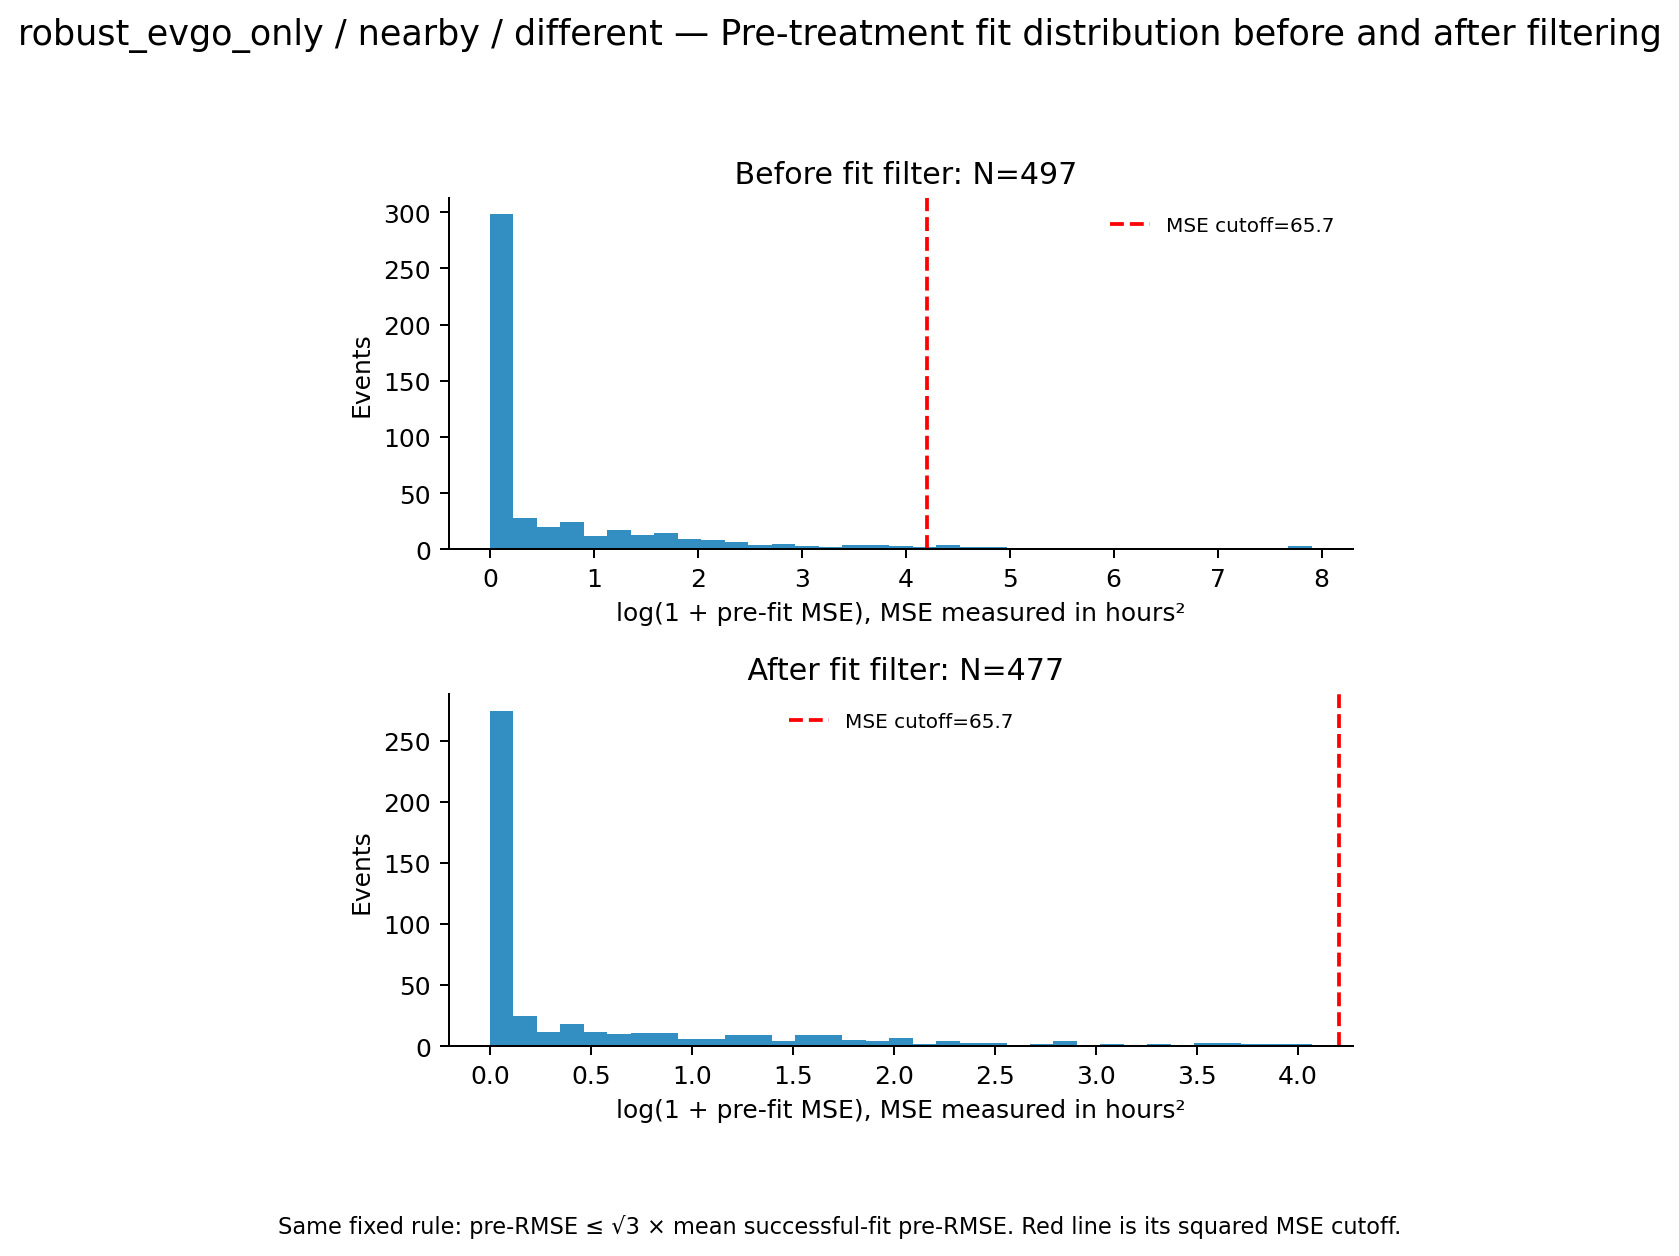 robust_evgo_only / nearby / different — Pre-treatment fit distribution before and after filtering
Before fit filter: N=497
MSE cutoff=65.7
300
250
200
150
100
50
0
Events
0 1 2 3 4 5 6 7 8
log(1 + pre-fit MSE), MSE measured in hours²
After fit filter: N=477
MSE cutoff=65.7
250
200
150
100
50
0
Events
0.0 0.5 1.0 1.5 2.0 2.5 3.0 3.5 4.0
log(1 + pre-fit MSE), MSE measured in hours²
Same fixed rule: pre-RMSE ≤ √3 × mean successful-fit pre-RMSE. Red line is its squared MSE cutoff.